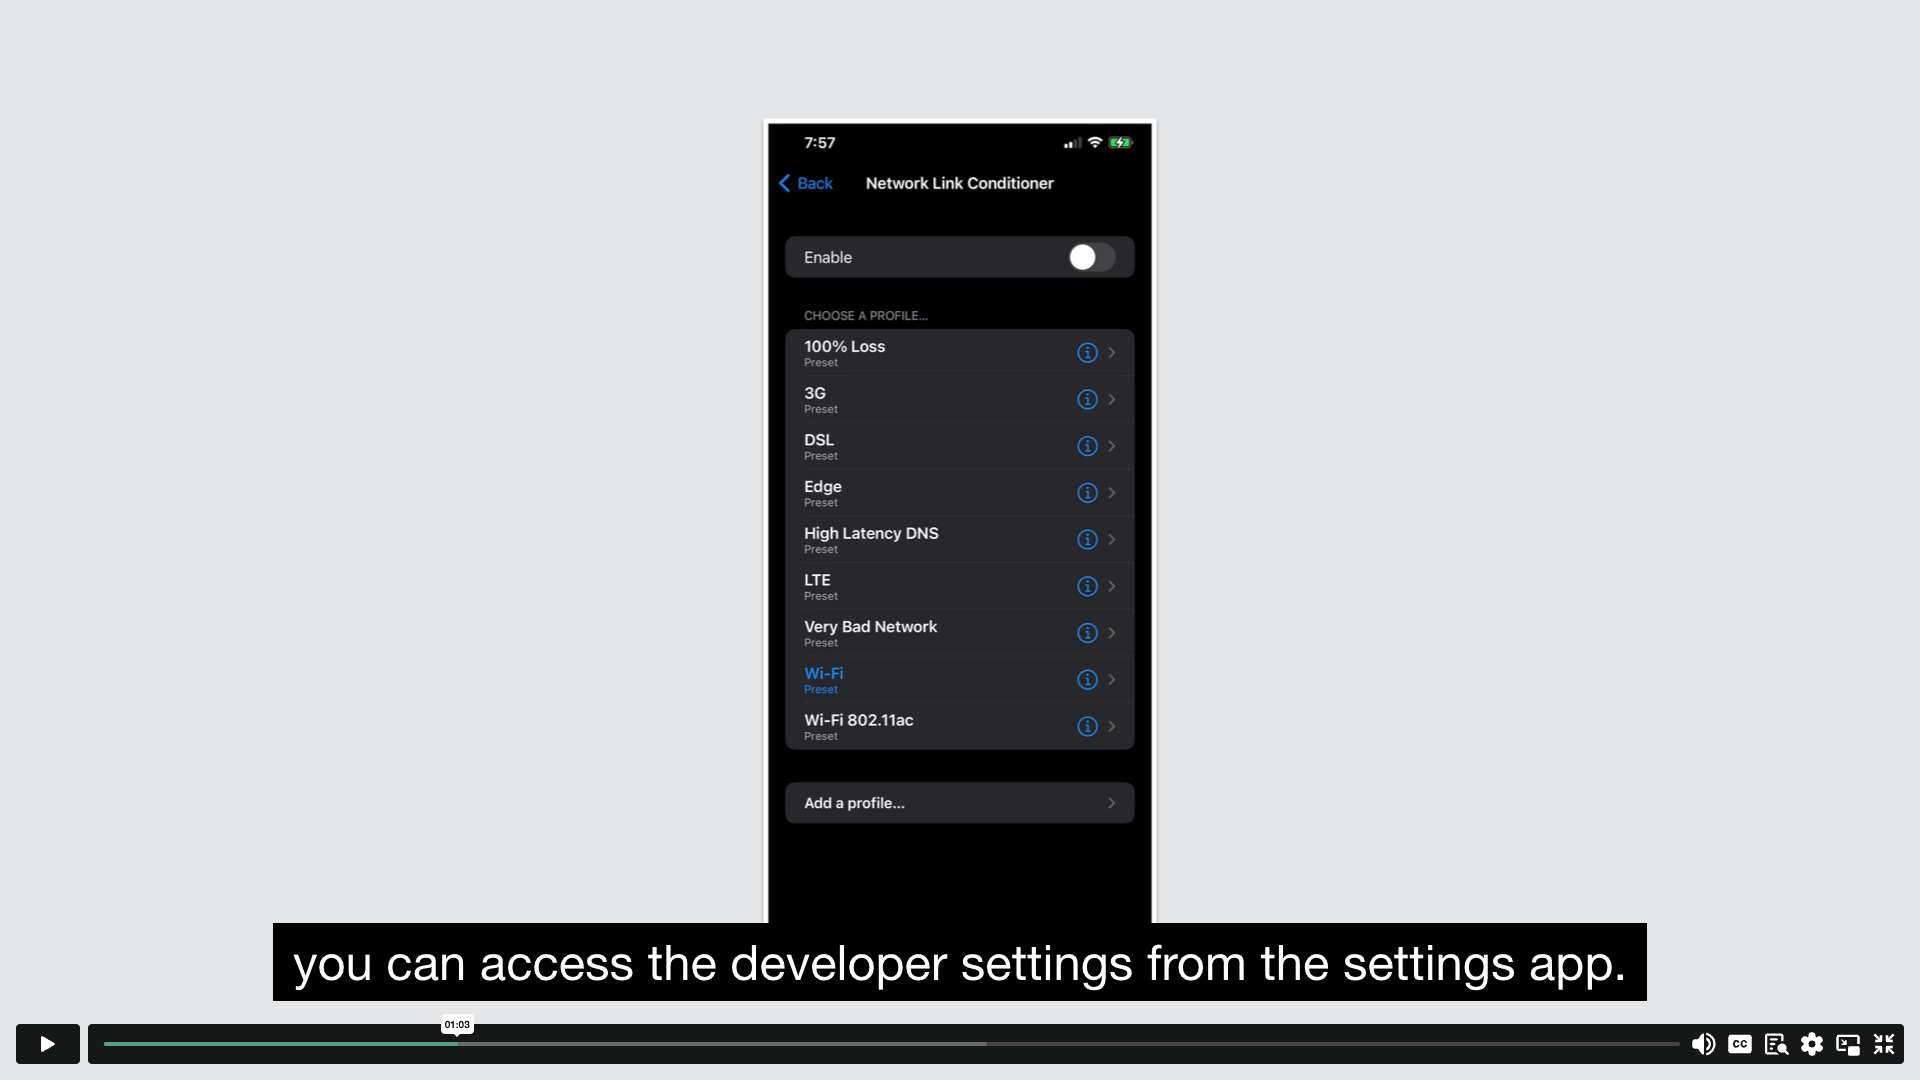 7:57
Back
Network Link Conditioner
Enable
CHOOSE A PROFILE...
100% Loss
Preset
3G
Preset
DSL
Preset
Edge
Preset
High Latency DNS
Preset
LTE
Preset
Very Bad Network
Preset
Wi-Fi
Preset
Wi-Fi 802.11ac
Preset
Add a profile...
you can access the developer settings from the settings app.
01:03
CC